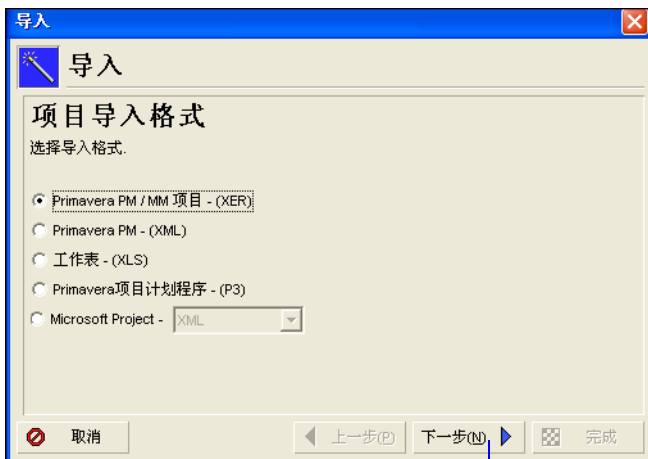 导入
导入
项目导入格式
选择导入格式.
Primavera PM / MM 项目 - (XER)
Primavera PM - (XML)
工作表 - (XLS)
Primavera项目计划程序 - (P3)
Microsoft Project - XML
取消 上一步(P) 下一步(N) 完成